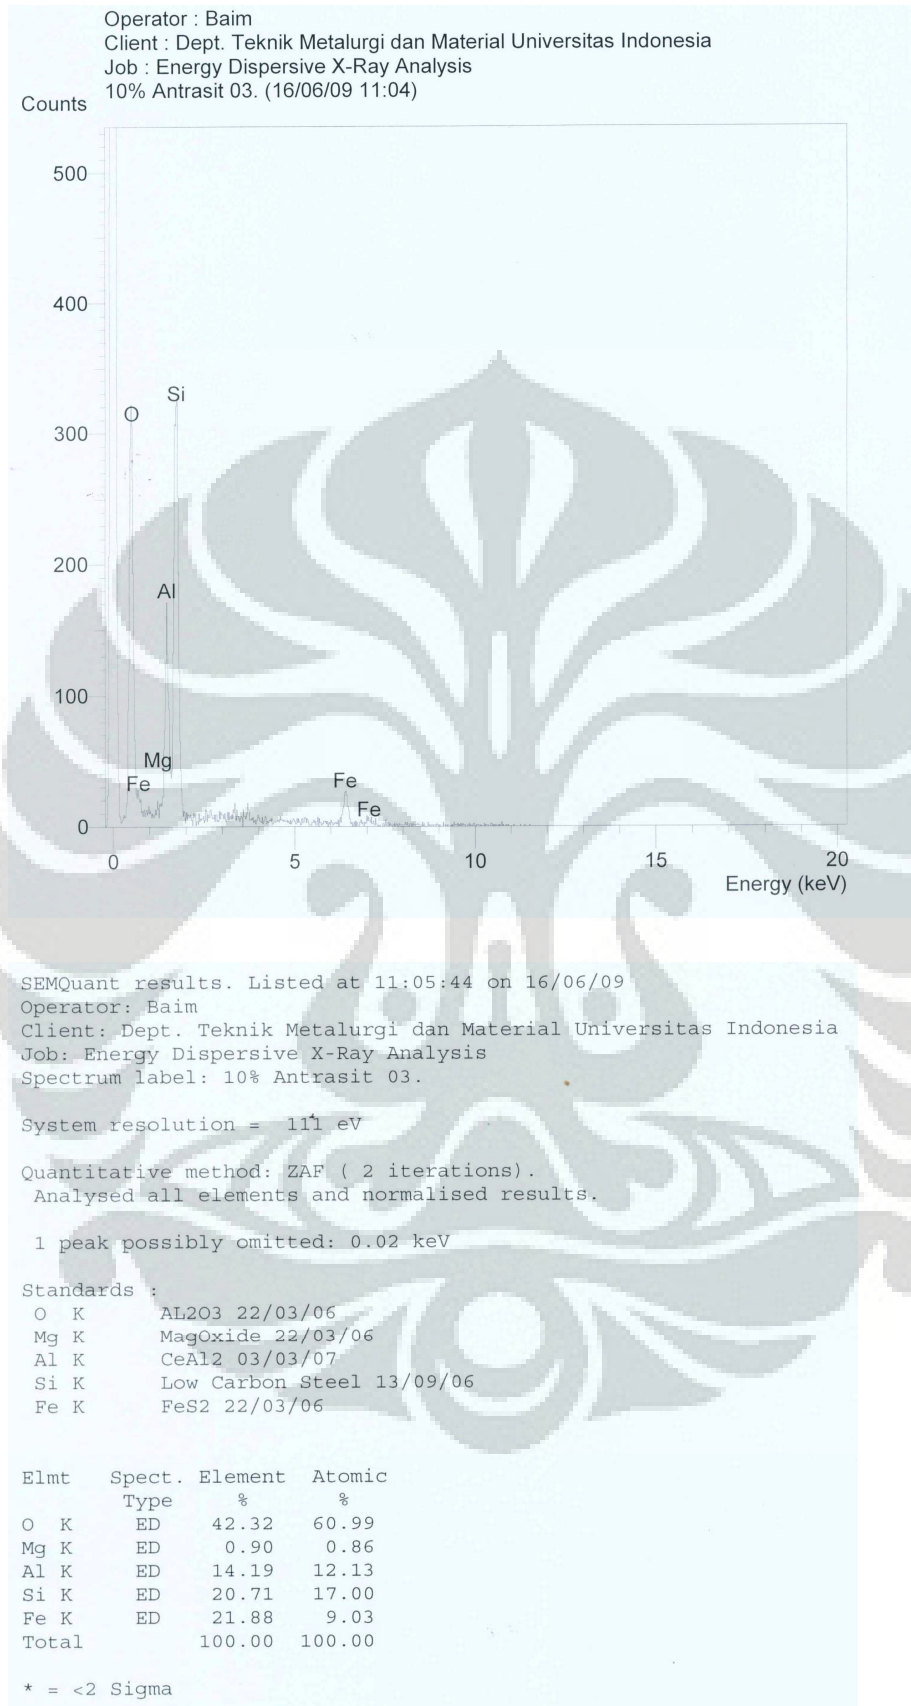 Operator : Baim
Client : Dept. Teknik Metalurgi dan Material Universitas Indonesia
Job : Energy Dispersive X-Ray Analysis
10% Antrasit 03. (16/06/09 11:04)
Counts
500
400
300
200
100
0
O
Si
Al
Mg
Fe
Fe
Fe
0 5 10 15 20
Energy (keV)
SEMQuant results. Listed at 11:05:44 on 16/06/09
Operator: Baim
Client: Dept. Teknik Metalurgi dan Material Universitas Indonesia
Job: Energy Dispersive X-Ray Analysis
Spectrum label: 10% Antrasit 03.
System resolution = 111 eV
Quantitative method: ZAF ( 2 iterations).
Analysed all elements and normalised results.
1 peak possibly omitted: 0.02 keV
Standards :
O K AL2O3 22/03/06
Mg K MagOxide 22/03/06
Al K CeAl2 03/03/07
Si K Low Carbon Steel 13/09/06
Fe K FeS2 22/03/06
Elmt Spect. Element Atomic
Type % %
O K ED 42.32 60.99
Mg K ED 0.90 0.86
Al K ED 14.19 12.13
Si K ED 20.71 17.00
Fe K ED 21.88 9.03
Total 100.00 100.00
* = <2 Sigma